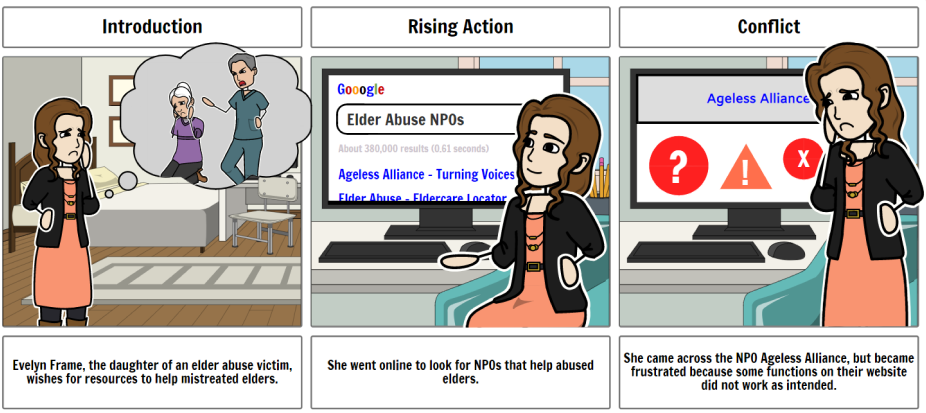 Introduction
Rising Action
Conflict
Gooogle
Elder Abuse NPOs
About 380,000 results (0.61 seconds)
Ageless Alliance - Turning Voices
Elder Abuse - Eldercare Locator
Ageless Alliance
?
!
X
Evelyn Frame, the daughter of an elder abuse victim,
wishes for resources to help mistreated elders.
She went online to look for NPOs that help abused
elders.
She came across the NPO Ageless Alliance, but became
frustrated because some functions on their website
did not work as intended.